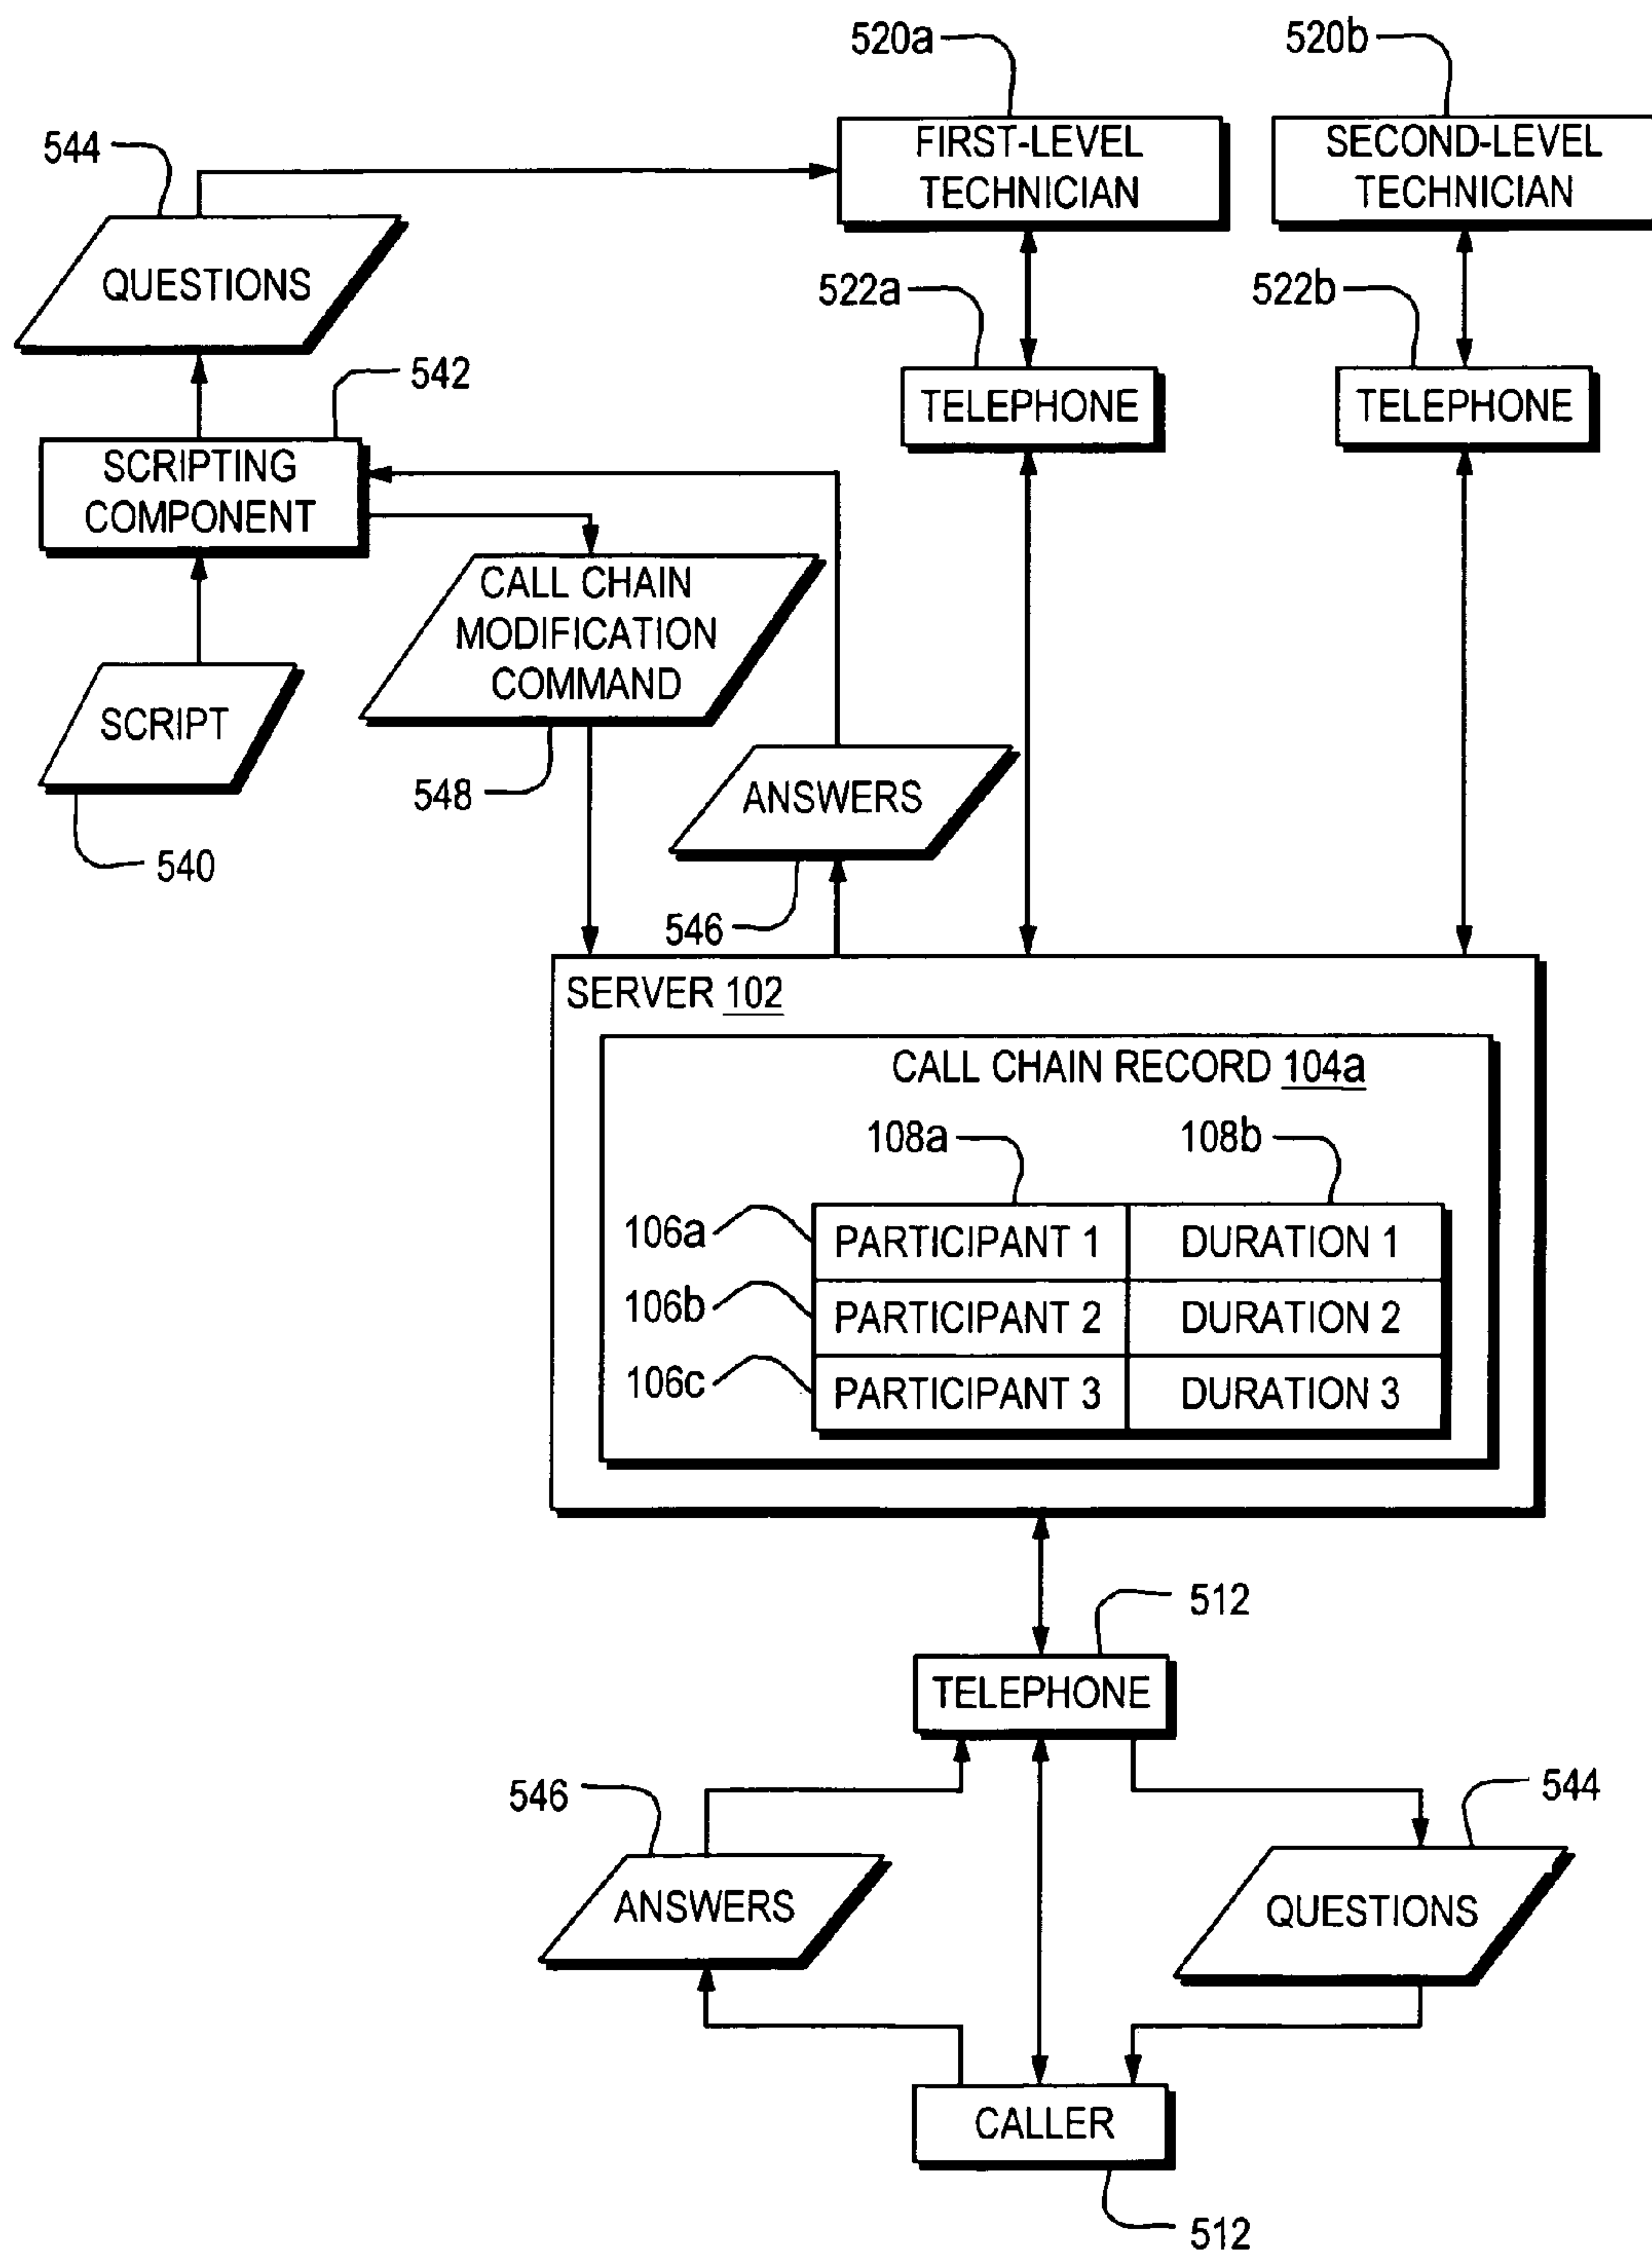 520a
520b
544
FIRST-LEVEL
TECHNICIAN
SECOND-LEVEL
TECHNICIAN
QUESTIONS
522a
522b
542
TELEPHONE
TELEPHONE
SCRIPTING
COMPONENT
CALL CHAIN
MODIFICATION
COMMAND
SCRIPT
548
ANSWERS
540
546
SERVER 102
CALL CHAIN RECORD 104a
108a
108b
106a
PARTICIPANT 1
DURATION 1
106b
PARTICIPANT 2
DURATION 2
106c
PARTICIPANT 3
DURATION 3
512
TELEPHONE
546
544
ANSWERS
QUESTIONS
CALLER
512